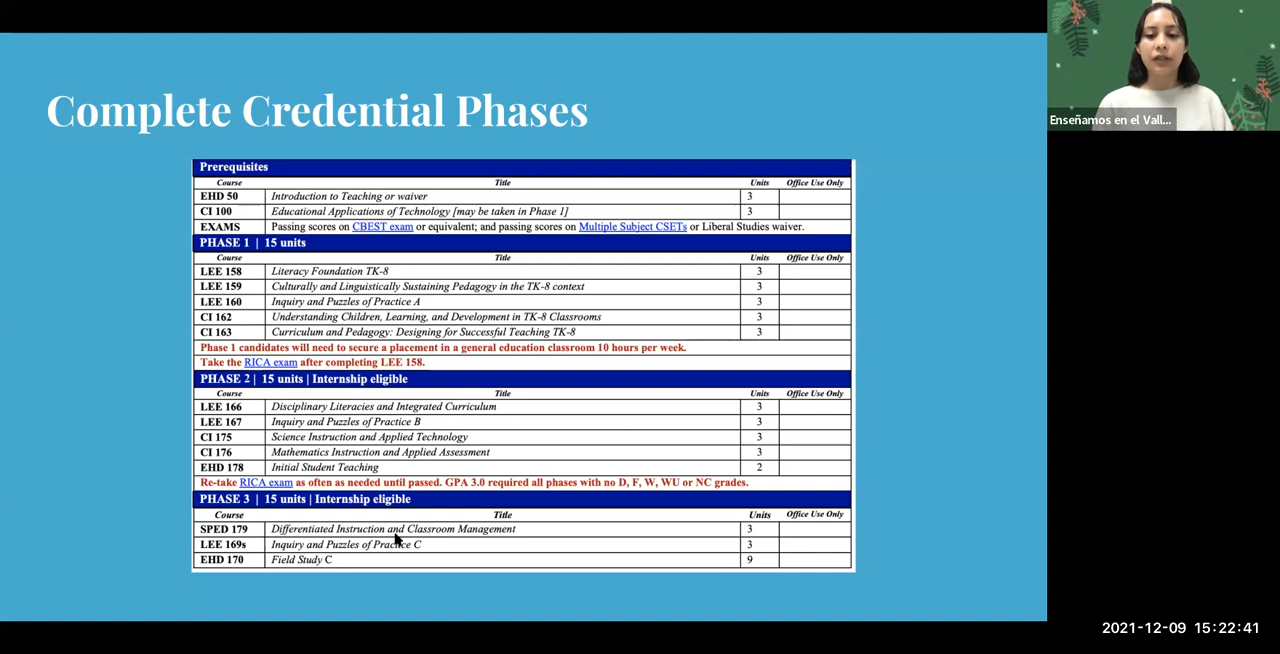 Complete Credential Phases
Enseñamos en el Vall...
Prerequisites
Course Title Units Office Use Only
EHD 50 Introduction to Teaching or waiver 3
CI 100 Educational Applications of Technology [may be taken in Phase 1] 3
EXAMS Passing scores on CBEST exam or equivalent; and passing scores on Multiple Subject CSETs or Liberal Studies waiver.
PHASE 1 | 15 units
Course Title Units Office Use Only
LEE 158 Literacy Foundation TK-8 3
LEE 159 Culturally and Linguistically Sustaining Pedagogy in the TK-8 context 3
LEE 160 Inquiry and Puzzles of Practice A 3
CI 162 Understanding Children, Learning, and Development in TK-8 Classrooms 3
CI 163 Curriculum and Pedagogy: Designing for Successful Teaching TK-8 3
Phase 1 candidates will need to secure a placement in a general education classroom 10 hours per week.
Take the RICA exam after completing LEE 158.
PHASE 2 | 15 units | Internship eligible
Course Title Units Office Use Only
LEE 166 Disciplinary Literacies and Integrated Curriculum 3
LEE 167 Inquiry and Puzzles of Practice B 3
CI 175 Science Instruction and Applied Technology 3
CI 176 Mathematics Instruction and Applied Assessment 3
EHD 178 Initial Student Teaching 2
Re-take RICA exam as often as needed until passed. GPA 3.0 required all phases with no D, F, W, WU or NC grades.
PHASE 3 | 15 units | Internship eligible
Course Title Units Office Use Only
SPED 179 Differentiated Instruction and Classroom Management 3
LEE 169s Inquiry and Puzzles of Practice C 3
EHD 170 Field Study C 9
2021-12-09 15:22:41